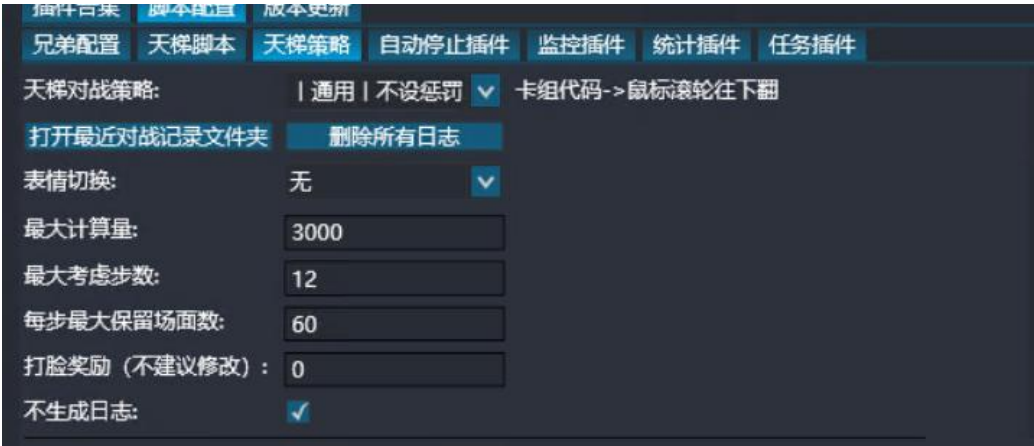 插件合集 脚本配置 版本更新
兄弟配置 天梯脚本 天梯策略 自动停止插件 监控插件 统计插件 任务插件
天梯对战策略: | 通用 | 不设惩罚 卡组代码->鼠标滚轮往下翻
打开最近对战记录文件夹 删除所有日志
表情切换: 无
最大计算量: 3000
最大考虑步数: 12
每步最大保留场面数: 60
打脸奖励（不建议修改）: 0
不生成日志: